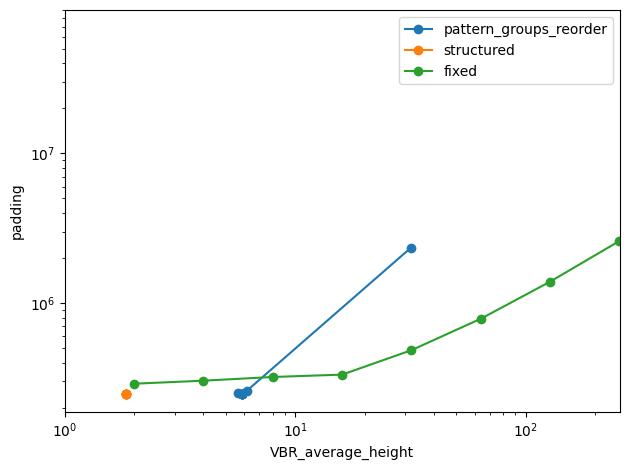 pattern_groups_reorder
structured
fixed
padding
10^7
10^6
10^0
10^1
10^2
VBR_average_height